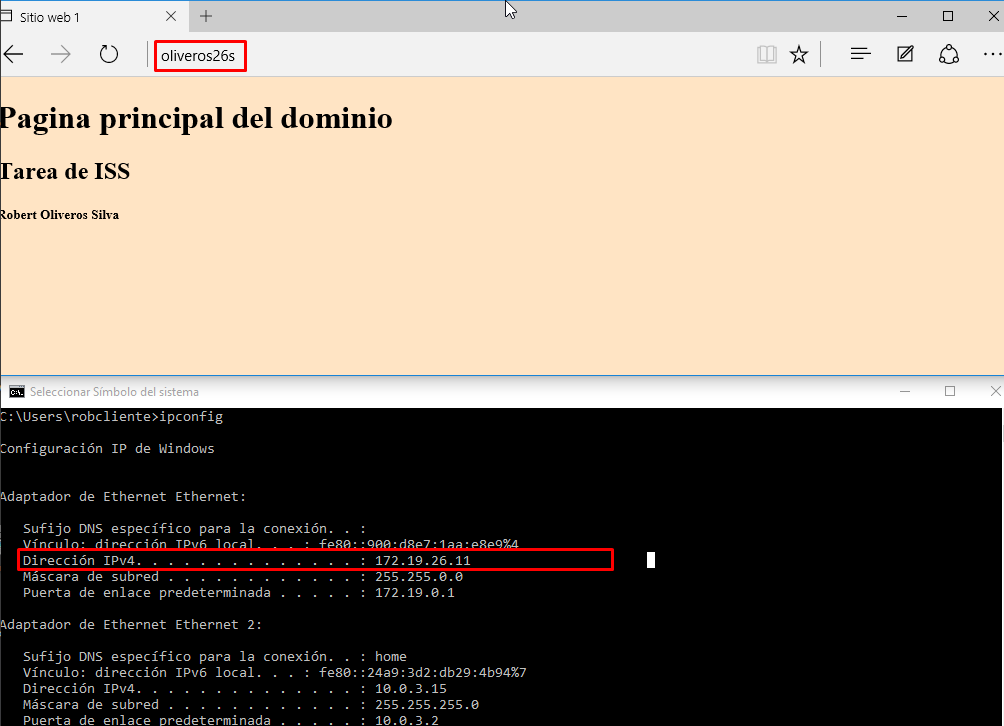 Sitio web 1
oliveros26s
Pagina principal del dominio
Tarea de ISS
Robert Oliveros Silva
Seleccionar Símbolo del sistema
C:\Users\robcliente>ipconfig
Configuración IP de Windows
Adaptador de Ethernet Ethernet:
Sufijo DNS específico para la conexión. . :
Vínculo: dirección IPv6 local. . . : fe80::900:d8e7:1aa:e8e9%4
Dirección IPv4. . . . . . . . . . . . . . : 172.19.26.11
Máscara de subred . . . . . . . . . . . . : 255.255.0.0
Puerta de enlace predeterminada . . . . . : 172.19.0.1
Adaptador de Ethernet Ethernet 2:
Sufijo DNS específico para la conexión. . : home
Vínculo: dirección IPv6 local. . . : fe80::24a9:3d2:db29:4b94%7
Dirección IPv4. . . . . . . . . . . . . . : 10.0.3.15
Máscara de subred . . . . . . . . . . . . : 255.255.255.0
Puerta de enlace predeterminada . . . . . : 10.0.3.2